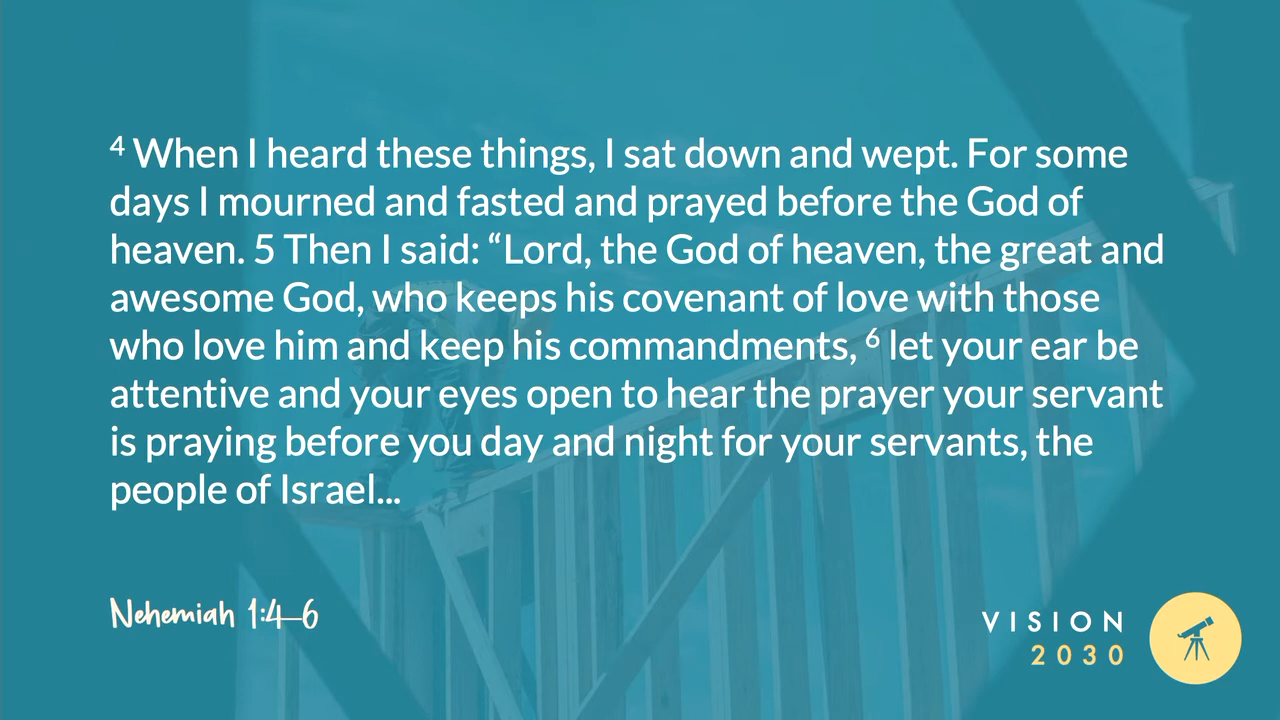 ⁴ When I heard these things, I sat down and wept. For some
days I mourned and fasted and prayed before the God of
heaven. 5 Then I said: “Lord, the God of heaven, the great and
awesome God, who keeps his covenant of love with those
who love him and keep his commandments, ⁶ let your ear be
attentive and your eyes open to hear the prayer your servant
is praying before you day and night for your servants, the
people of Israel...
Nehemiah 1:4–6
VISION
2030